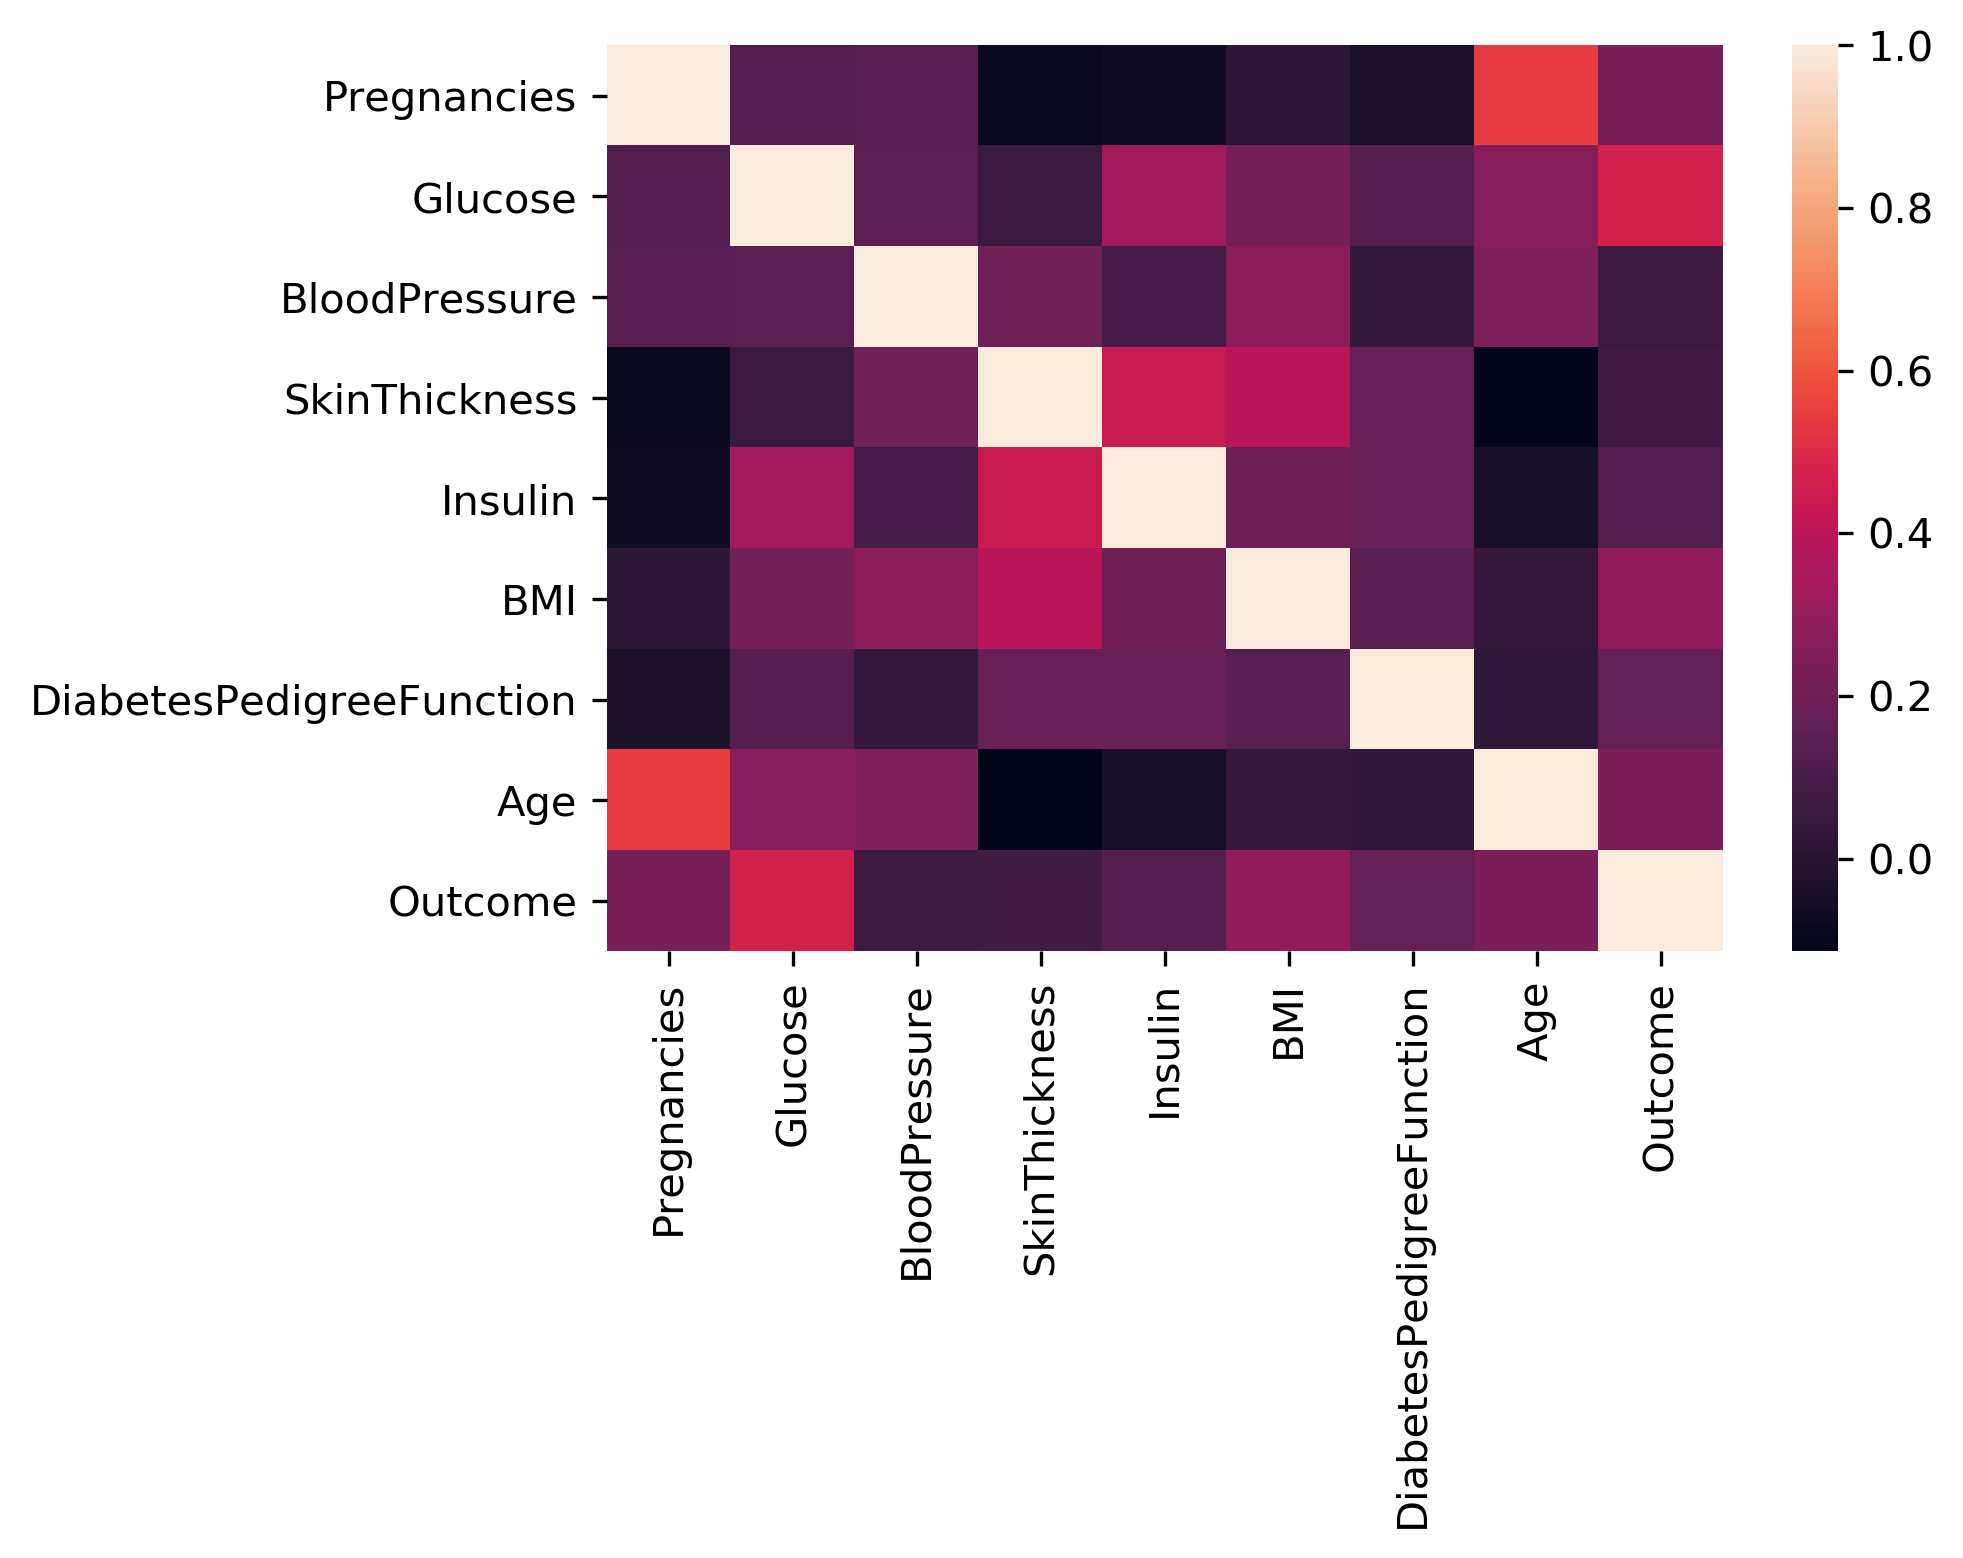 Pregnancies
Glucose
BloodPressure
SkinThickness
Insulin
BMI
DiabetesPedigreeFunction
Age
Outcome
Pregnancies
Glucose
BloodPressure
SkinThickness
Insulin
BMI
DiabetesPedigreeFunction
Age
Outcome
1.0
0.8
0.6
0.4
0.2
0.0